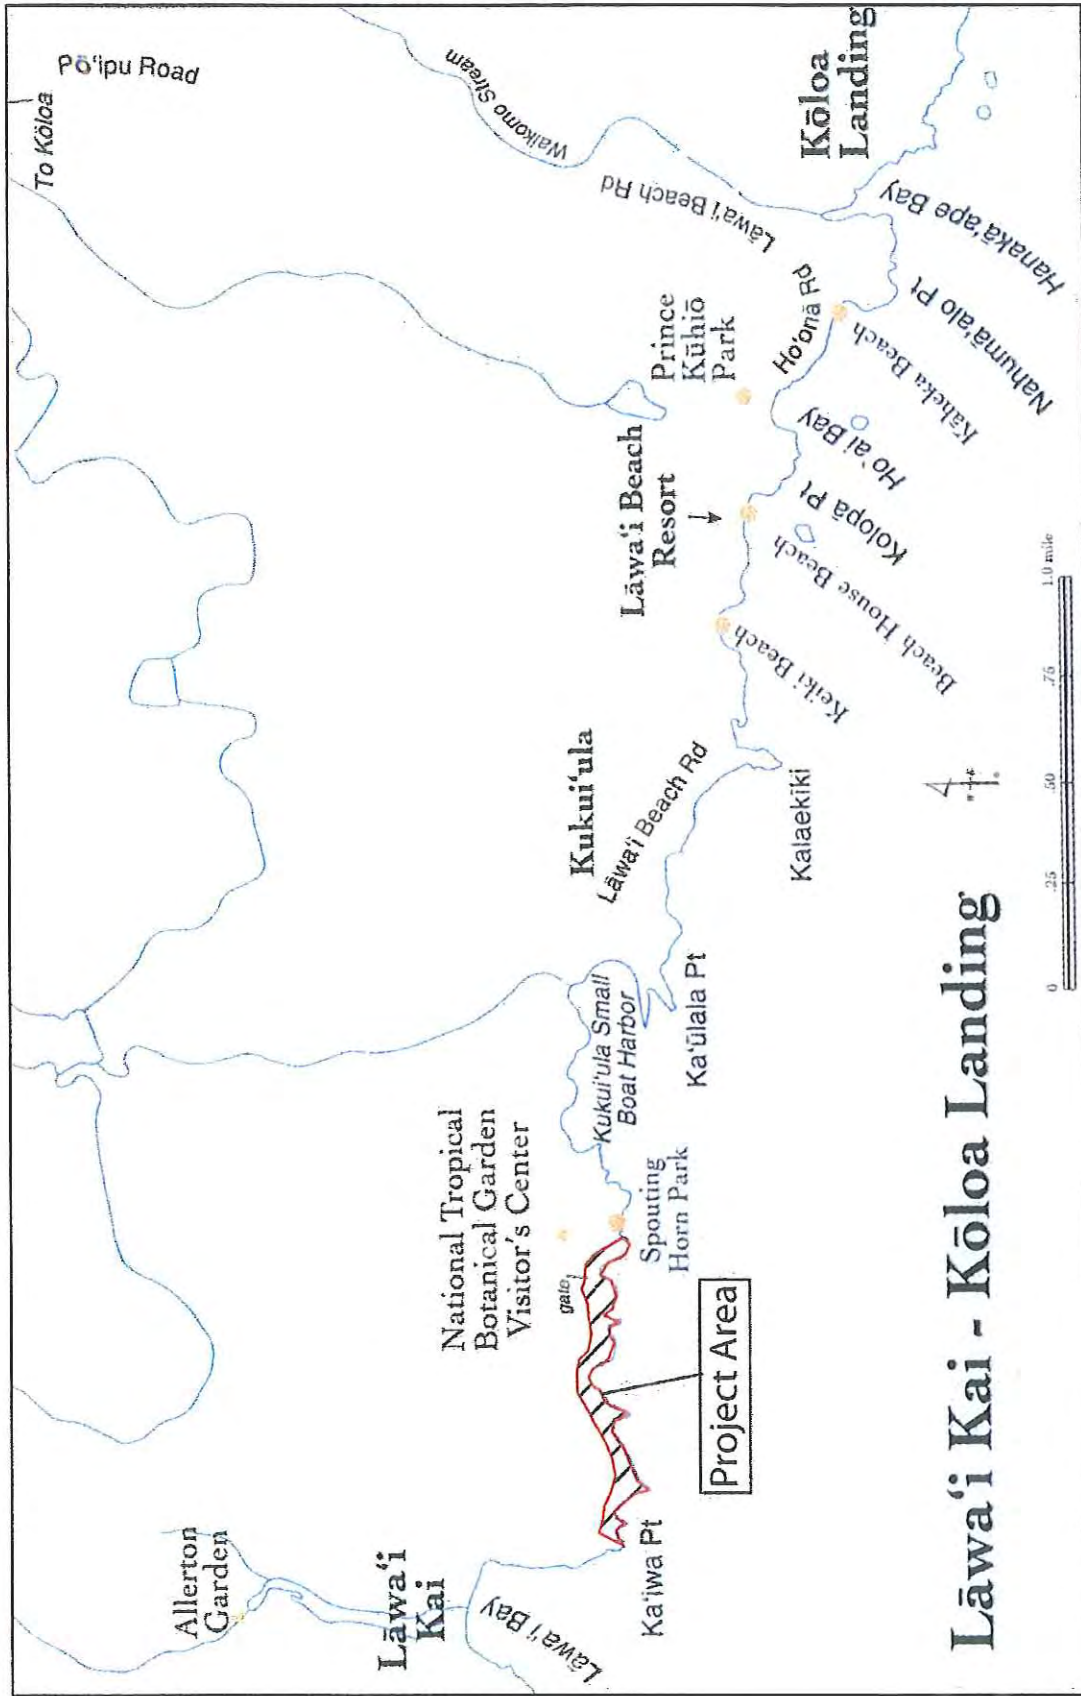 To Kōloa
Pō'ipu Road
Waikomo Stream
Lāwa'i Beach Rd
Kōloa
Landing
Hanakā'ape Bay
Ho'onā Rd
Nahumā'alo Pt
Kāheka Beach
Prince
Kūhiō
Park
Ho'ai Bay
Kolopā Pt
Lāwa'i Beach
Resort
Beach House Beach
Keiki Beach
Kukui'ula
Lāwa'i Beach Rd
Kalaekiki
Kukui'ula Small
Boat Harbor
Ka'ūlala Pt
National Tropical
Botanical Garden
Visitor's Center
gate
Spouting
Horn Park
Project Area
Allerton
Garden
Lāwa'i
Kai
Lāwa'i Bay
Ka'iwa Pt
Lāwa'i Kai - Kōloa Landing
0 .25 .50 .75 1.0 mile